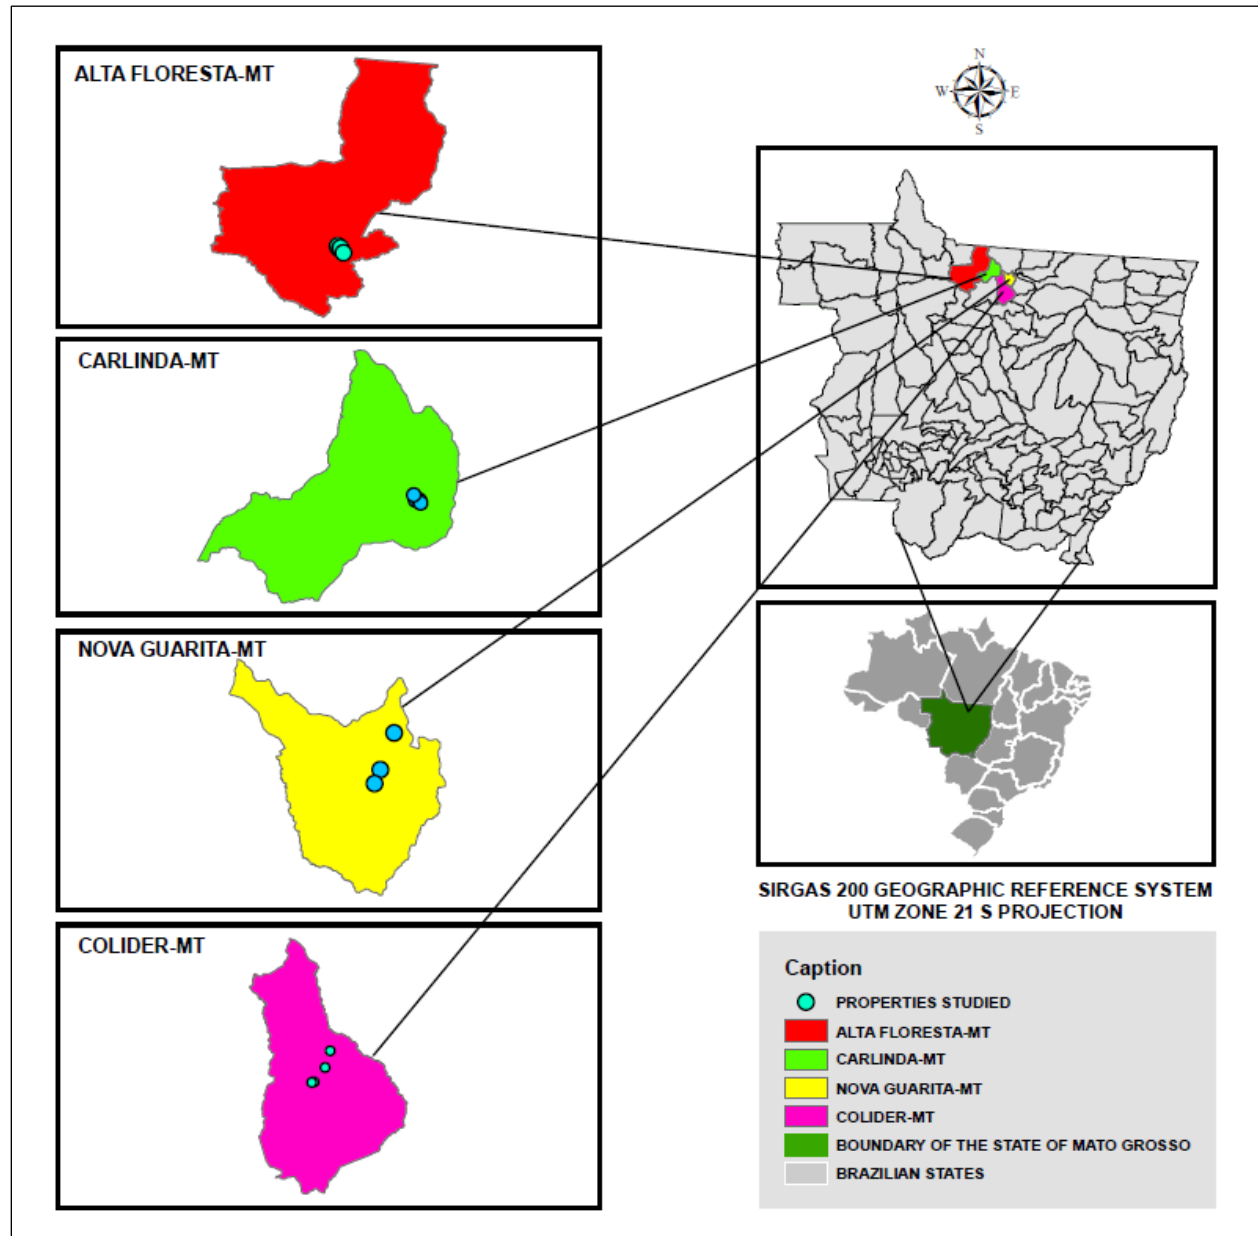 ALTA FLORESTA-MT
CARLINDA-MT
NOVA GUARITA-MT
COLIDER-MT
N
W
E
S
SIRGAS 200 GEOGRAPHIC REFERENCE SYSTEM
UTM ZONE 21 S PROJECTION
Caption
PROPERTIES STUDIED
ALTA FLORESTA-MT
CARLINDA-MT
NOVA GUARITA-MT
COLIDER-MT
BOUNDARY OF THE STATE OF MATO GROSSO
BRAZILIAN STATES